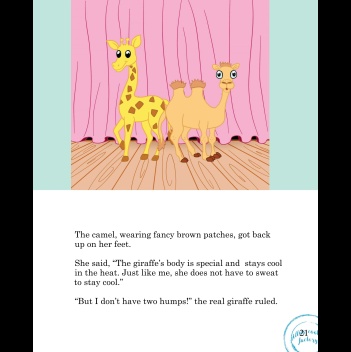 The camel, wearing fancy brown patches, got back
up on her feet.
She said, “The giraffe’s body is special and  stays cool
in the heat. Just like me, she does not have to sweat
to stay cool.”
“But I don’t have two humps!” the real giraffe ruled.
21